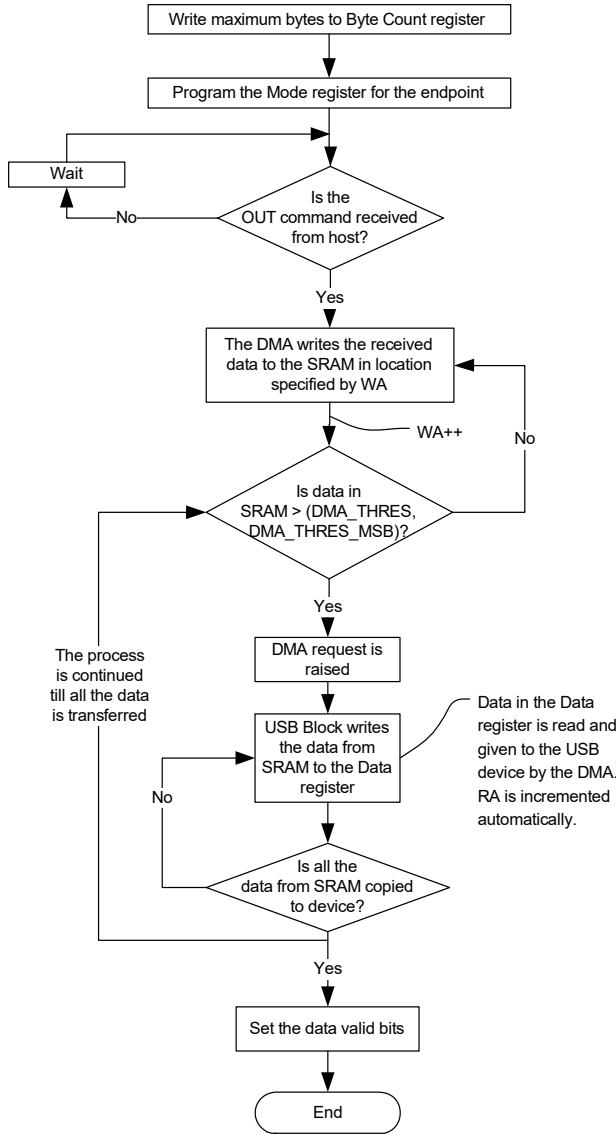 Write maximum bytes to Byte Count register
Program the Mode register for the endpoint
Wait
Is the
OUT command received
from host?
No
Yes
The DMA writes the received
data to the SRAM in location
specified by WA
WA++
No
Is data in
SRAM > (DMA_THRES,
DMA_THRES_MSB)?
Yes
DMA request is
raised
The process
is continued
till all the data
is transferred
USB Block writes
the data from
SRAM to the Data
register
Data in the Data
register is read and
given to the USB
device by the DMA.
RA is incremented
automatically.
No
Is all the
data from SRAM copied
to device?
Yes
Set the data valid bits
End